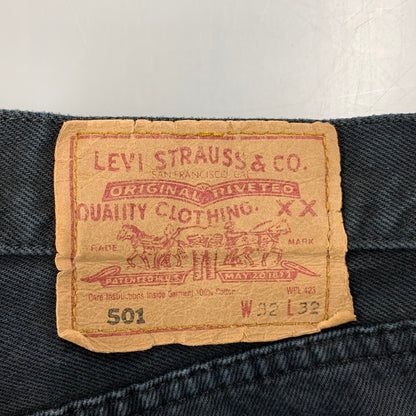 LEVI STRAUSS & CO.
SAN FRANCISCO, CAL
ORIGINAL RIVETED
QUALITY CLOTHING. X X
TRADE MARK
PATENTED IN U.S. MAY 20 1873
Care Instructions Inside Garment 100% Cotton WPL 423
501 W 32 L 32